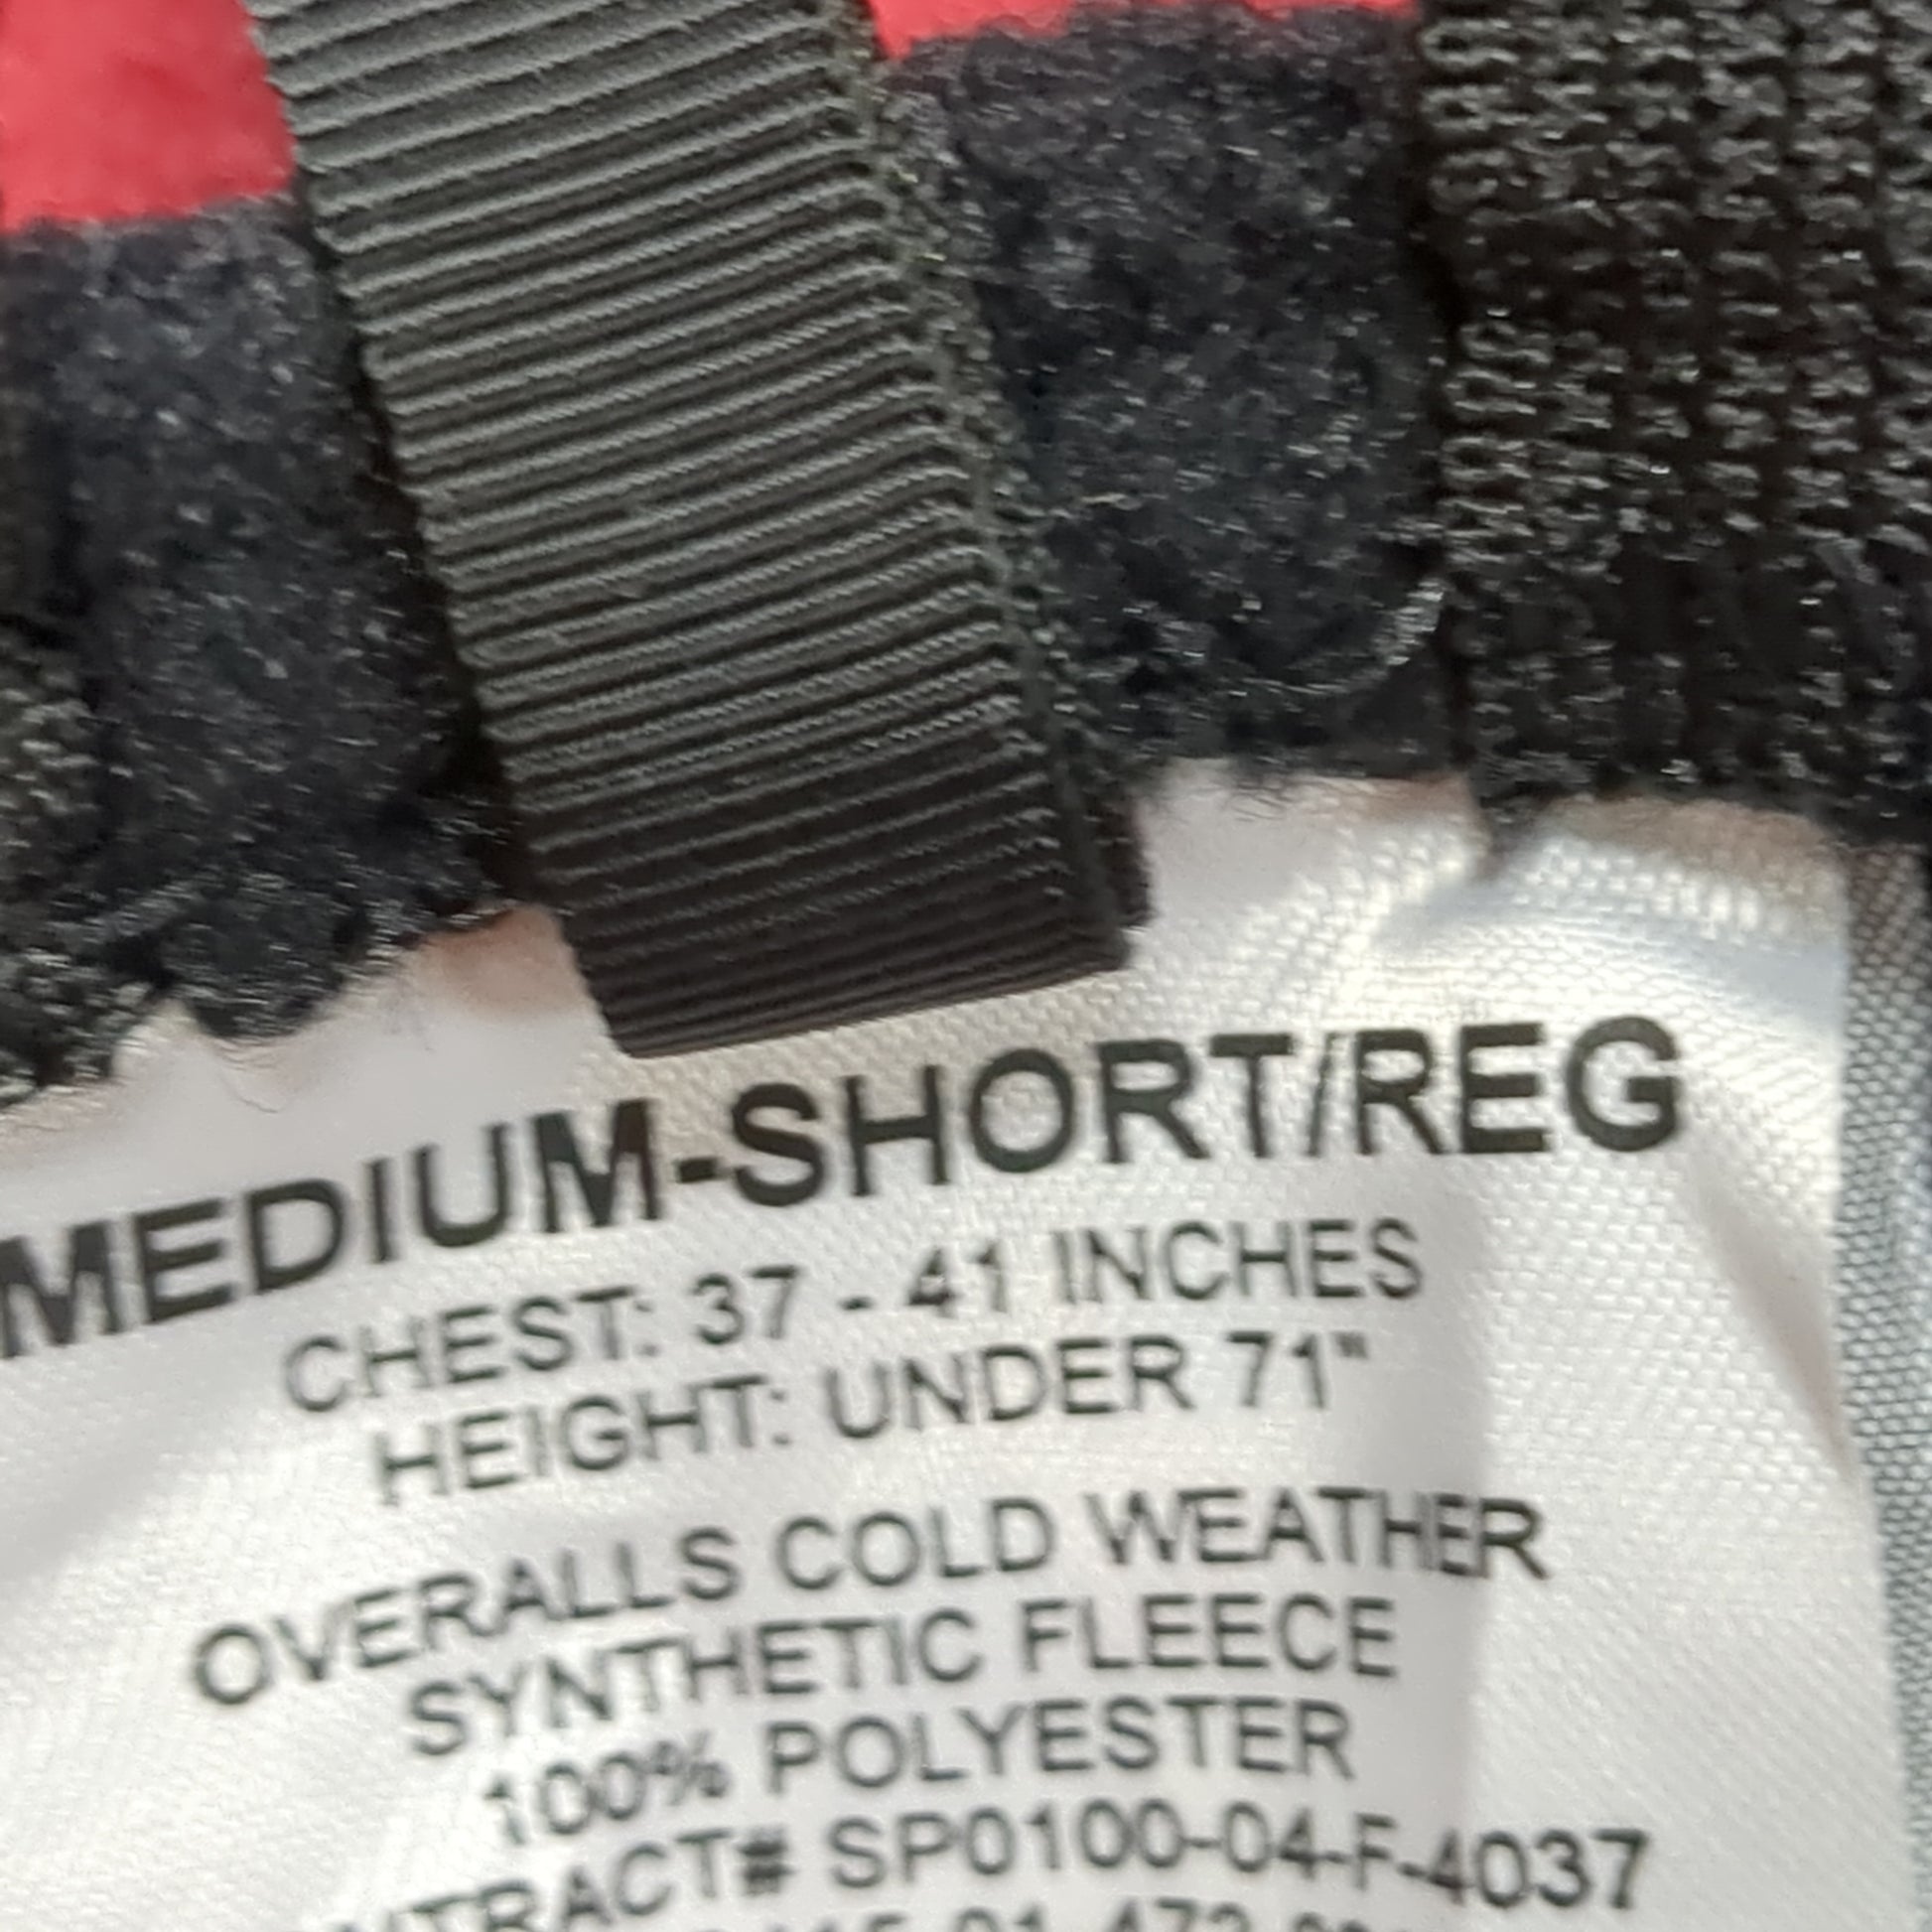 MEDIUM-SHORT/REG
CHEST: 37 - 41 INCHES
HEIGHT: UNDER 71"
OVERALLS COLD WEATHER
SYNTHETIC FLEECE
100% POLYESTER
NTRACT# SP0100-04-F-4037